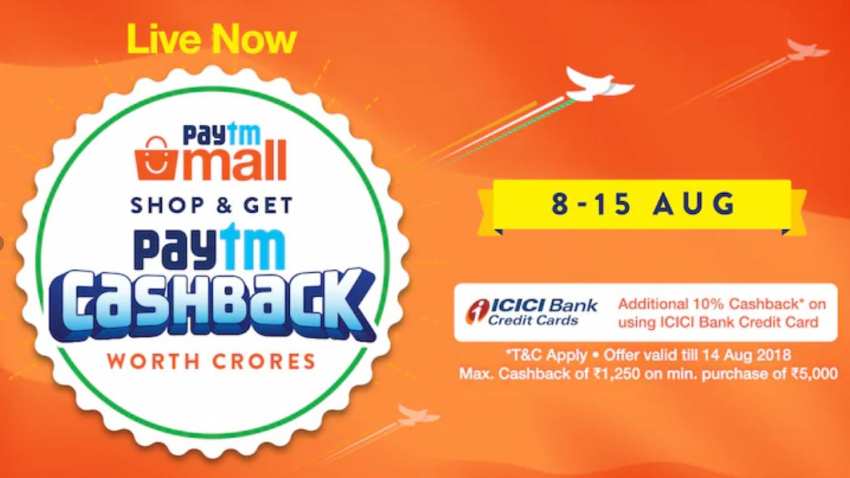 Live Now
paytm
mall
SHOP & GET
paytm
CASHBACK
WORTH CRORES
8-15 AUG
ICICI Bank
Credit Cards
Additional 10% Cashback* on
using ICICI Bank Credit Card
*T&C Apply • Offer valid till 14 Aug 2018
Max. Cashback of ₹1,250 on min. purchase of ₹5,000